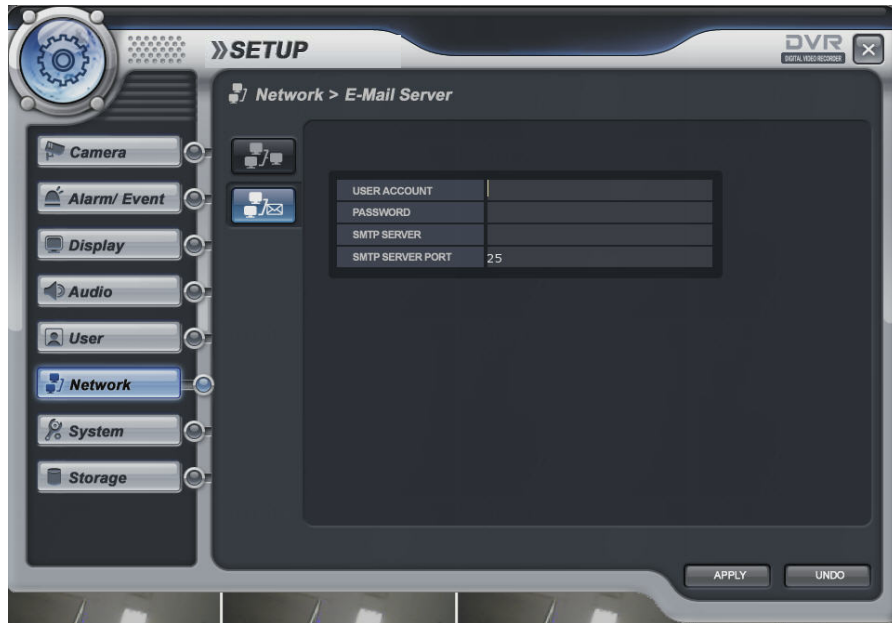 »SETUP
DVR
DIGITAL VIDEO RECORDER
Network > E-Mail Server
Camera
Alarm/ Event
Display
Audio
User
Network
System
Storage
USER ACCOUNT
PASSWORD
SMTP SERVER
SMTP SERVER PORT 25
APPLY UNDO